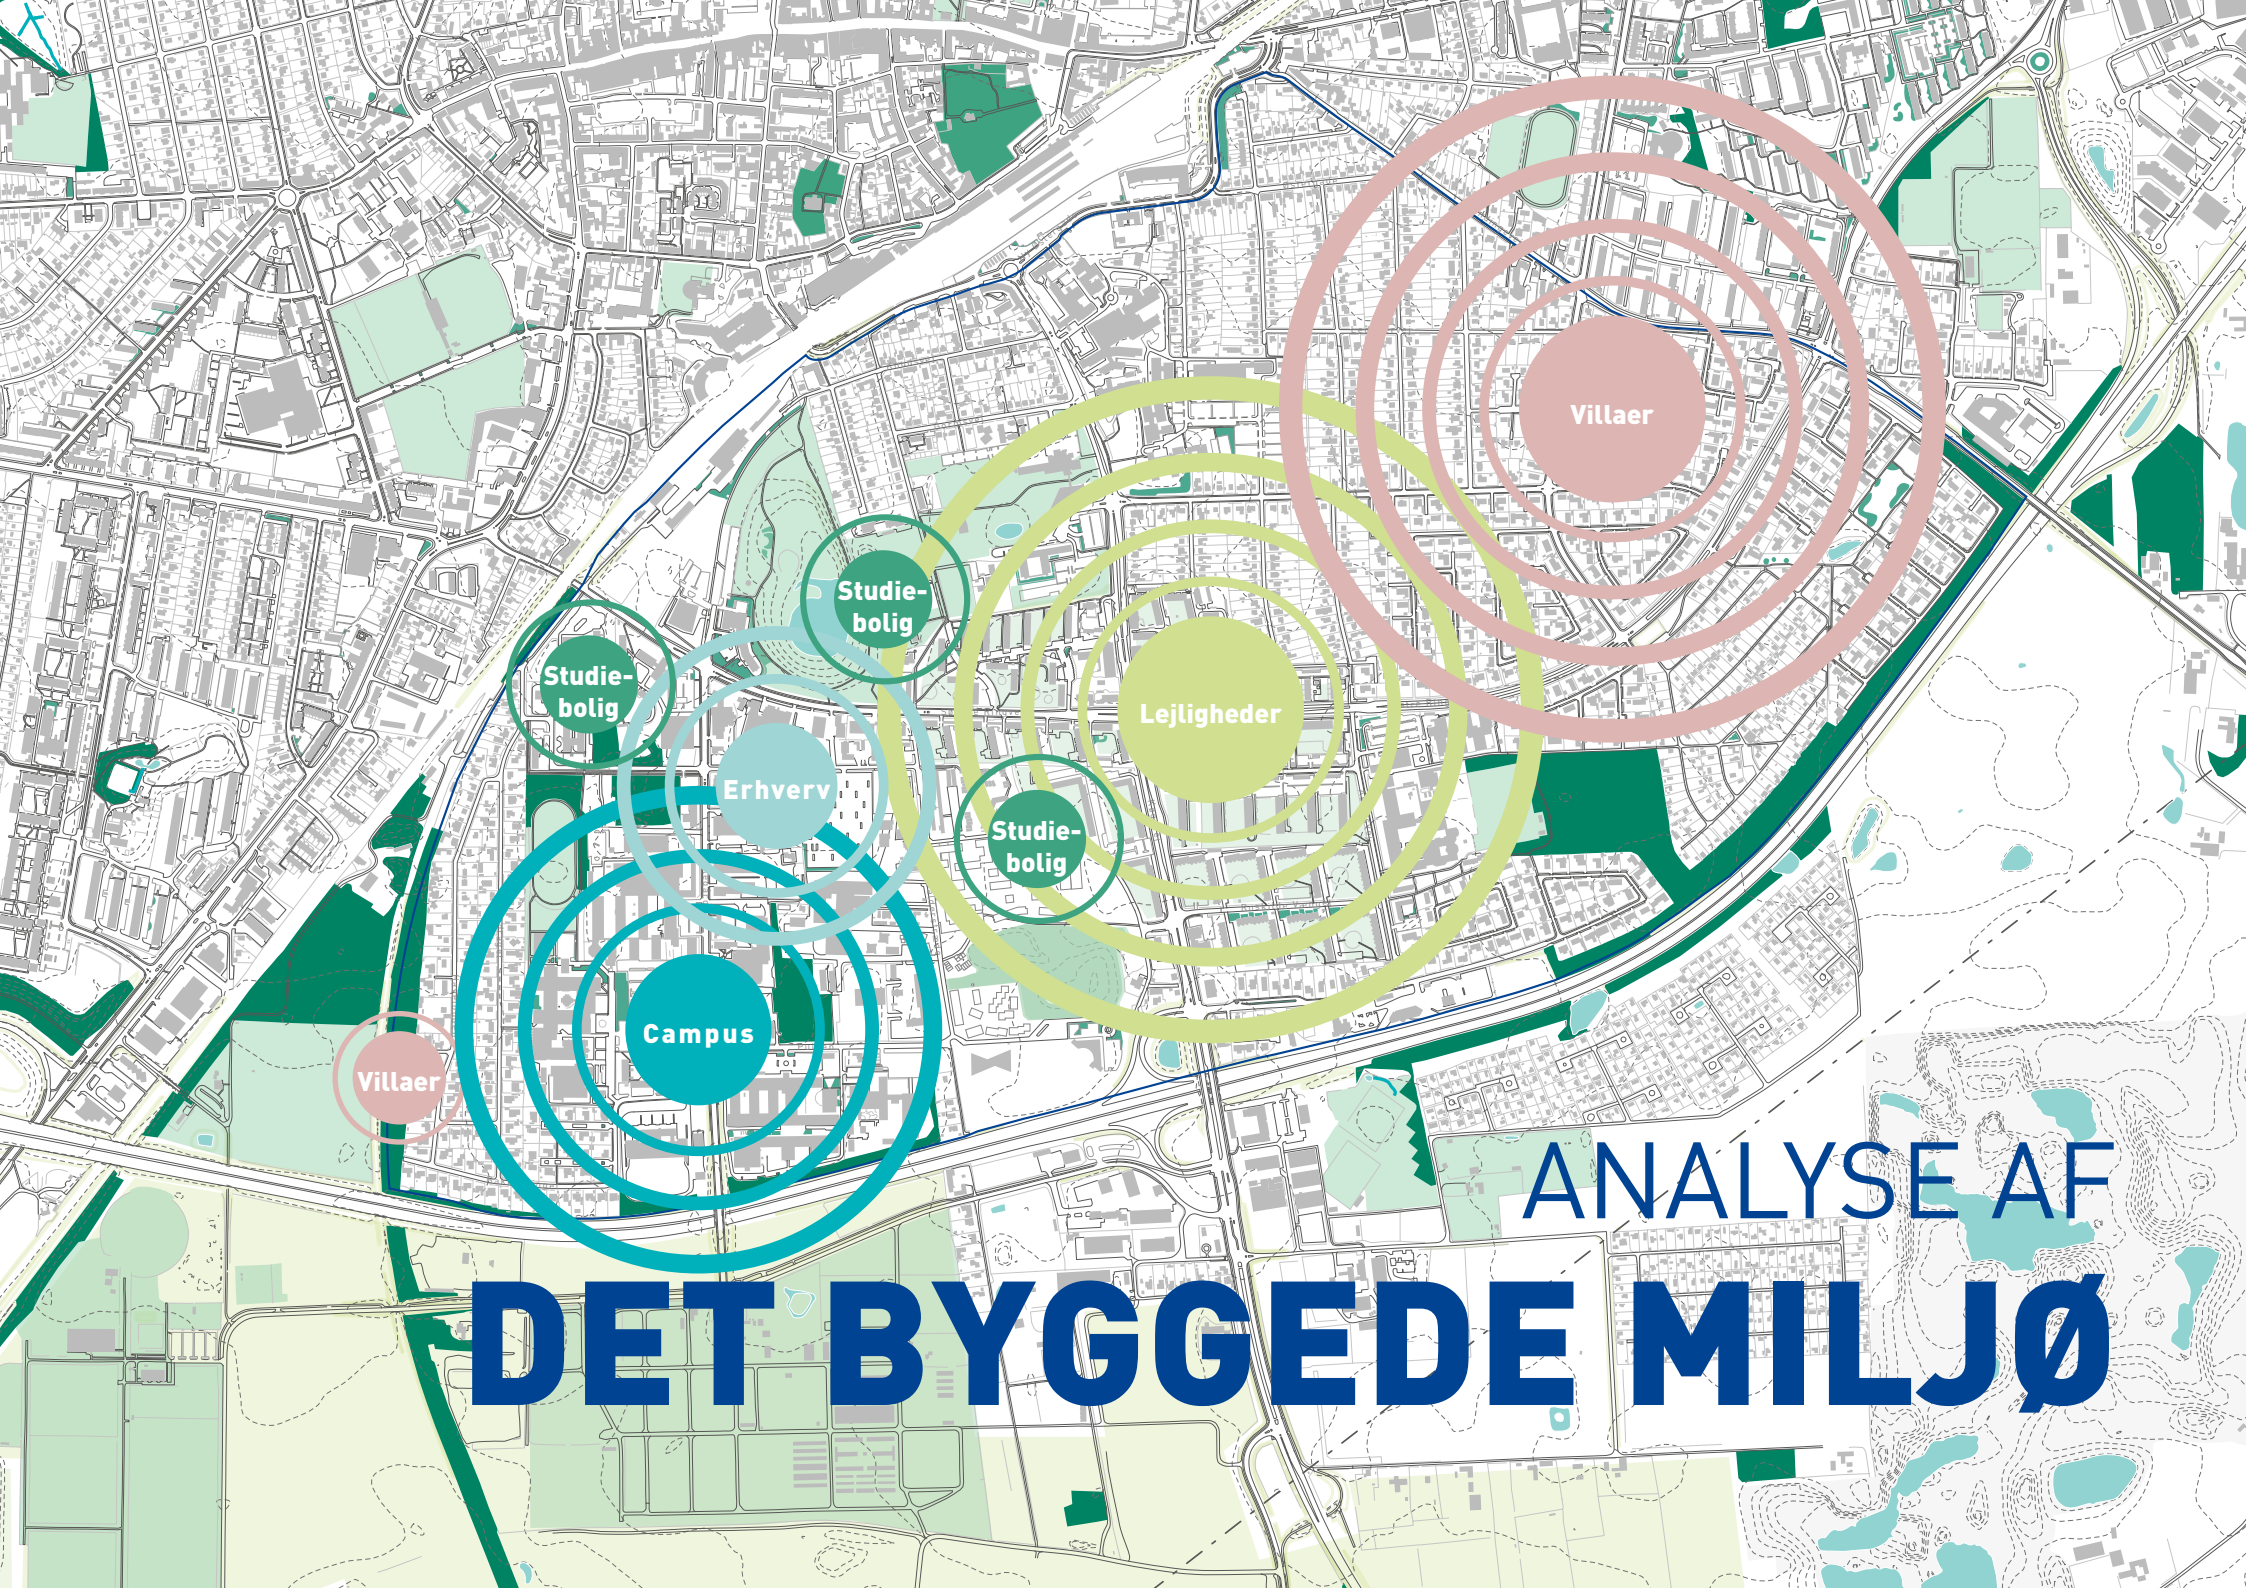 Villaer
Studie-
bolig
Studie-
bolig
Lejligheder
Erhverv
Studie-
bolig
Campus
Villaer
ANALYSE AF
DET BYGGEDE MILJØ